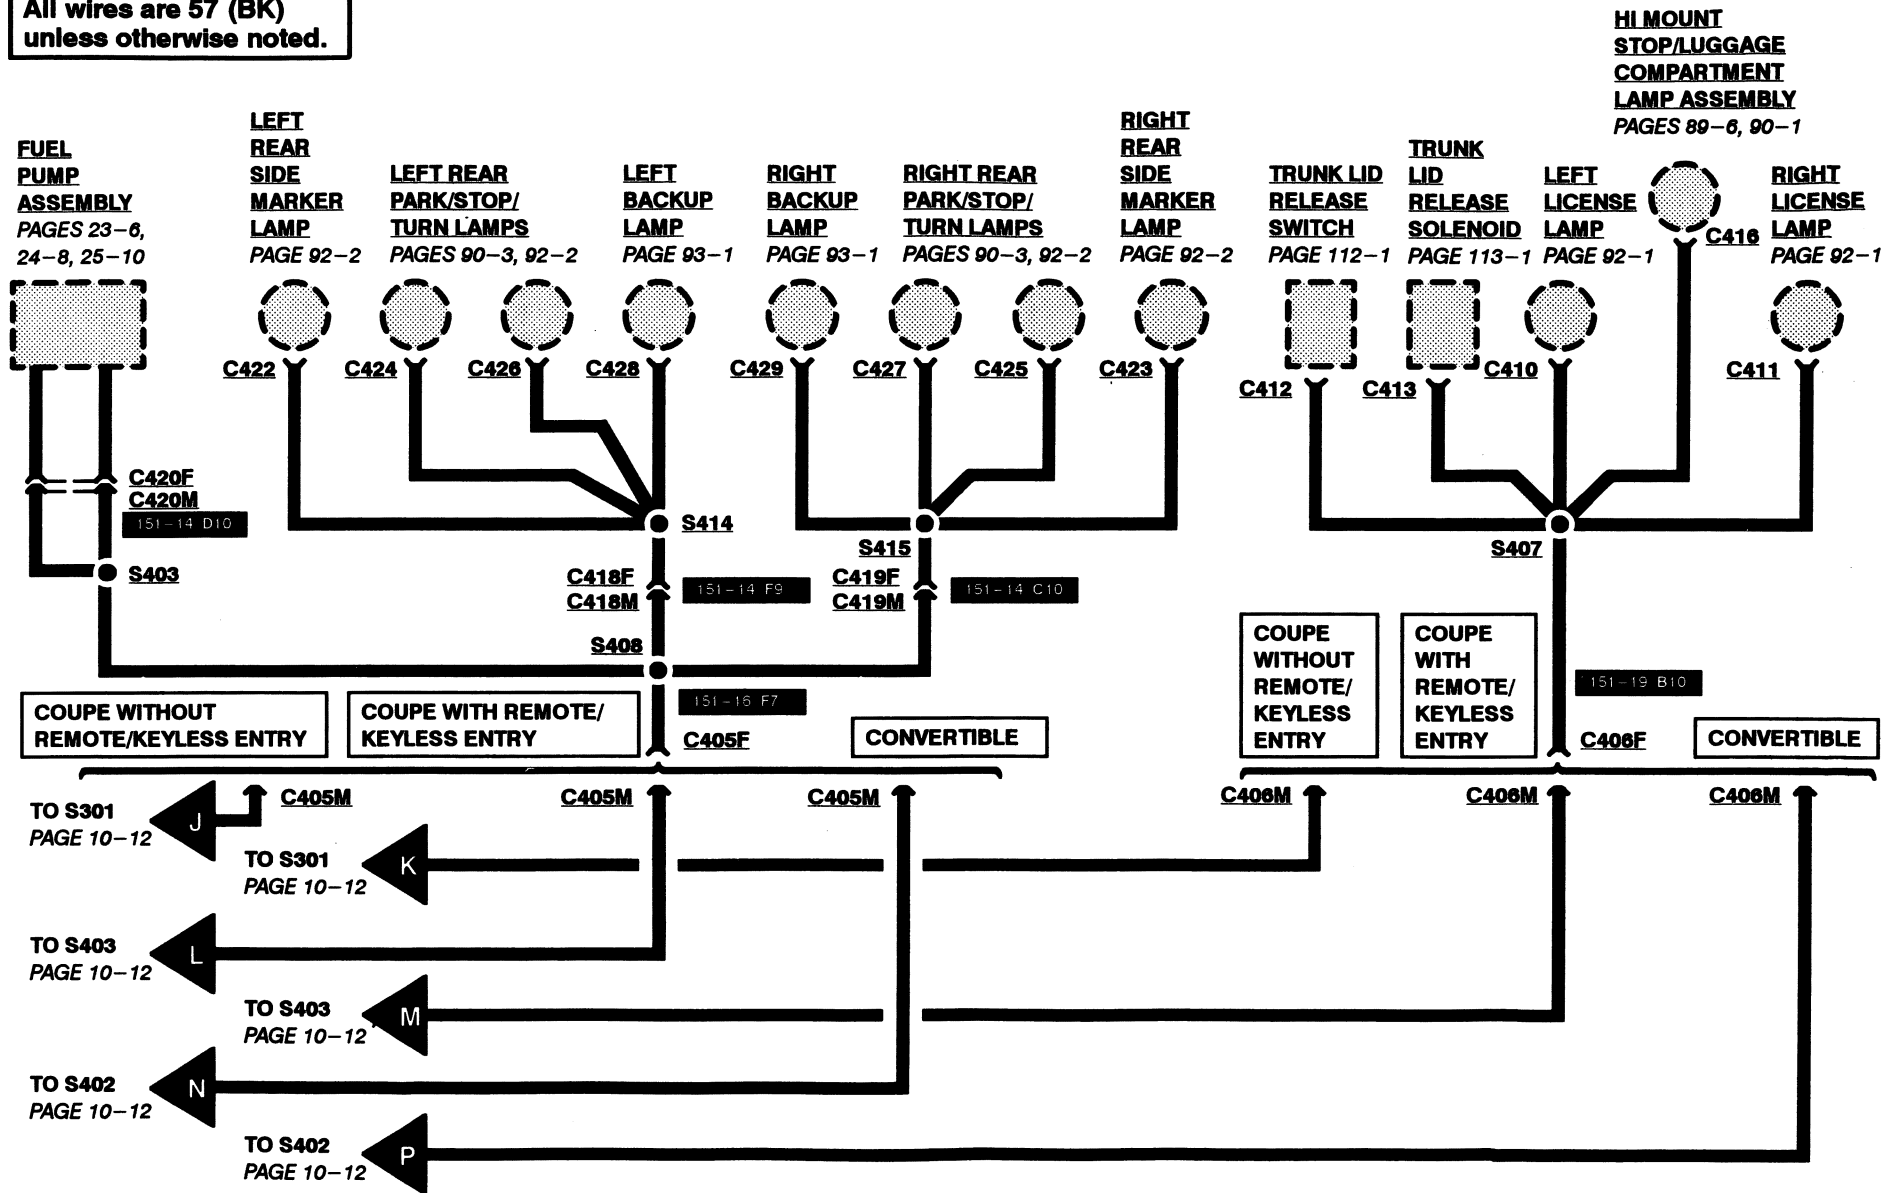 All wires are 57 (BK)
unless otherwise noted.
HI MOUNT
STOP/LUGGAGE
COMPARTMENT
LAMP ASSEMBLY
PAGES 89-6, 90-1
FUEL
PUMP
ASSEMBLY
PAGES 23-6,
24-8, 25-10
LEFT
REAR
SIDE
MARKER
LAMP
PAGE 92-2
LEFT REAR
PARK/STOP/
TURN LAMPS
PAGES 90-3, 92-2
LEFT
BACKUP
LAMP
PAGE 93-1
RIGHT
BACKUP
LAMP
PAGE 93-1
RIGHT REAR
PARK/STOP/
TURN LAMPS
PAGES 90-3, 92-2
RIGHT
REAR
SIDE
MARKER
LAMP
PAGE 92-2
TRUNK LID
RELEASE
SWITCH
PAGE 112-1
TRUNK
LID
RELEASE
SOLENOID
PAGE 113-1
LEFT
LICENSE
LAMP
PAGE 92-1
C416
RIGHT
LICENSE
LAMP
PAGE 92-1
C422
C424
C426
C428
C429
C427
C425
C423
C412
C413
C410
C411
C420F
C420M
151-14 D10
S403
S414
S415
S407
C418F
C418M
151-14 F9
C419F
C419M
151-14 C10
S408
151-16 F7
COUPE WITHOUT
REMOTE/KEYLESS ENTRY
COUPE WITH REMOTE/
KEYLESS ENTRY
C405F
CONVERTIBLE
COUPE
WITHOUT
REMOTE/
KEYLESS
ENTRY
COUPE
WITH
REMOTE/
KEYLESS
ENTRY
151-19 B10
C406F
CONVERTIBLE
C405M
C405M
C405M
C406M
C406M
C406M
TO S301
PAGE 10-12
J
TO S301
PAGE 10-12
K
TO S403
PAGE 10-12
L
TO S403
PAGE 10-12
M
TO S402
PAGE 10-12
N
TO S402
PAGE 10-12
P